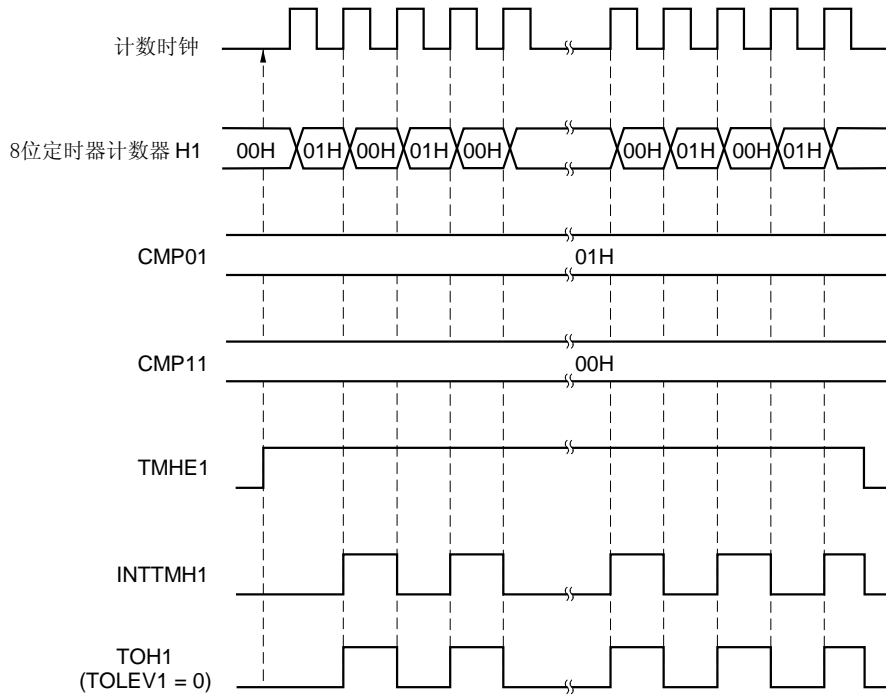 计数时钟
8位定时器计数器 H1
00H 01H 00H 01H 00H 00H 01H 00H 01H
CMP01
01H
CMP11
00H
TMHE1
INTTMH1
TOH1
(TOLEV1 = 0)